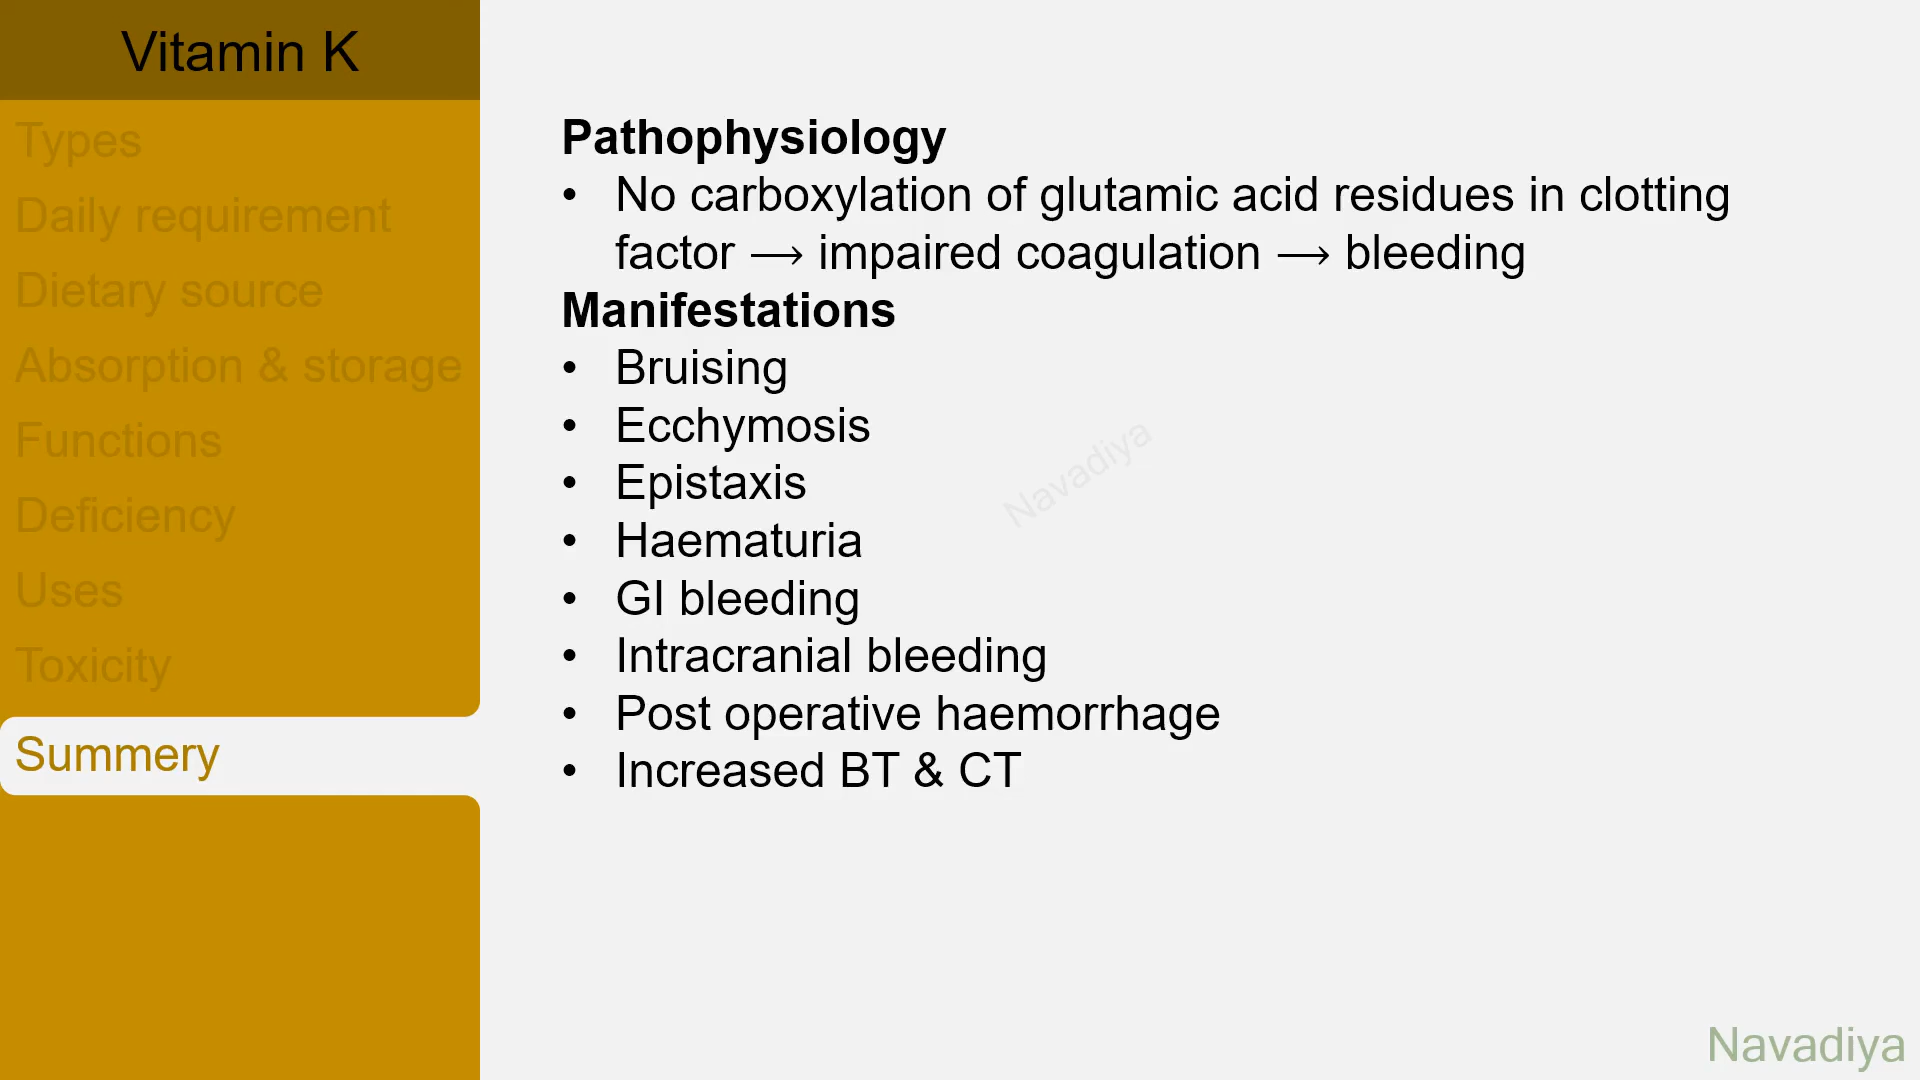 Vitamin K
Types
Daily requirement
Dietary source
Absorption & storage
Functions
Deficiency
Uses
Toxicity
Summery
Pathophysiology
• No carboxylation of glutamic acid residues in clotting
factor ⟶ impaired coagulation ⟶ bleeding
Manifestations
• Bruising
• Ecchymosis
• Epistaxis
• Haematuria
• GI bleeding
• Intracranial bleeding
• Post operative haemorrhage
• Increased BT & CT
Navadiya
Navadiya